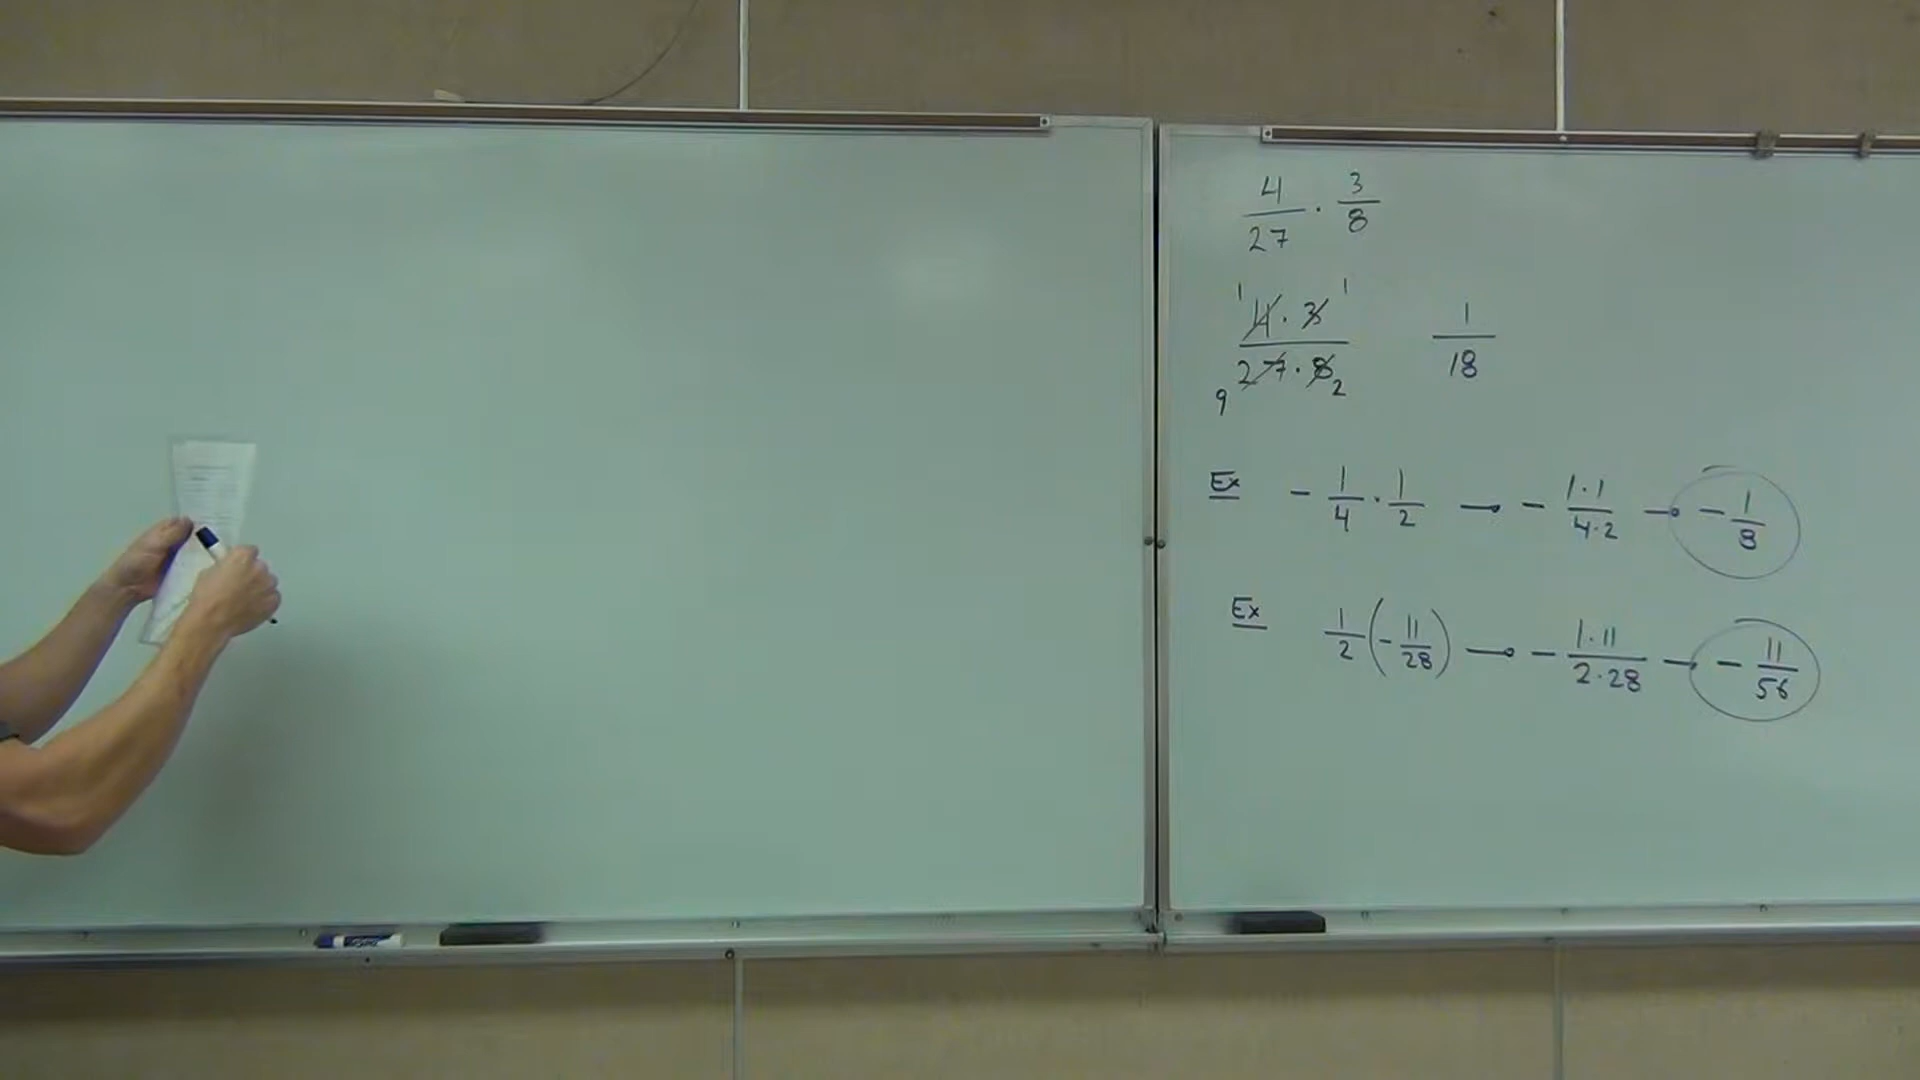 4/27 · 3/8
1 4 · 3 1 / 27 · 8 9 2   1/18
Ex - 1/4 · 1/2 → - 1·1/4·2 → - 1/8
Ex 1/2 (- 11/28) → - 1·11/2·28 → - 11/56